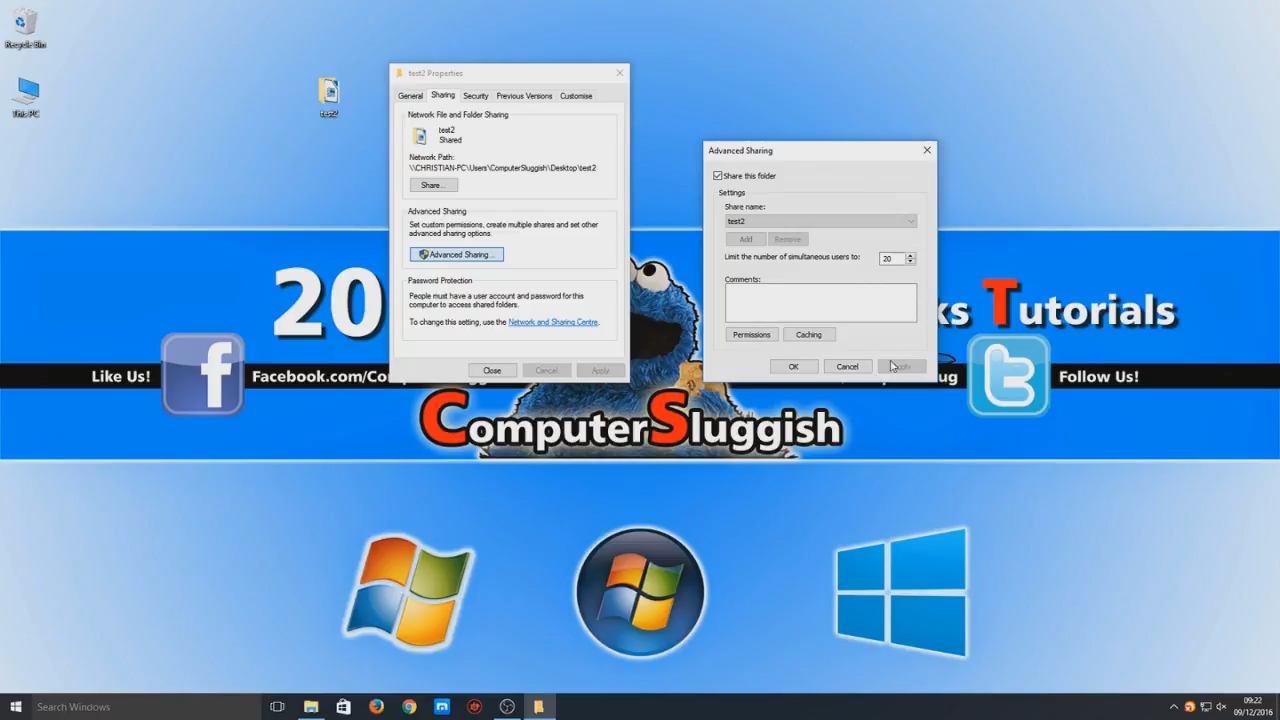 Recycle Bin
This PC
test2
test2 Properties
General
Sharing
Security
Previous Versions
Customise
Network File and Folder Sharing
test2
Shared
Network Path:
\\CHRISTIAN-PC\Users\ComputerSluggish\Desktop\test2
Share...
Advanced Sharing
Set custom permissions, create multiple shares and set other
advanced sharing options.
Advanced Sharing...
Password Protection
People must have a user account and password for this
computer to access shared folders.
To change this setting, use the Network and Sharing Centre.
Close
Cancel
Apply
Advanced Sharing
Share this folder
Settings
Share name:
test2
Add
Remove
Limit the number of simultaneous users to:
20
Comments:
Permissions
Caching
OK
Cancel
20
ks Tutorials
Like Us!
Facebook.com/Co
ug
Follow Us!
ComputerSluggish
Search Windows
09:22
09/12/2016